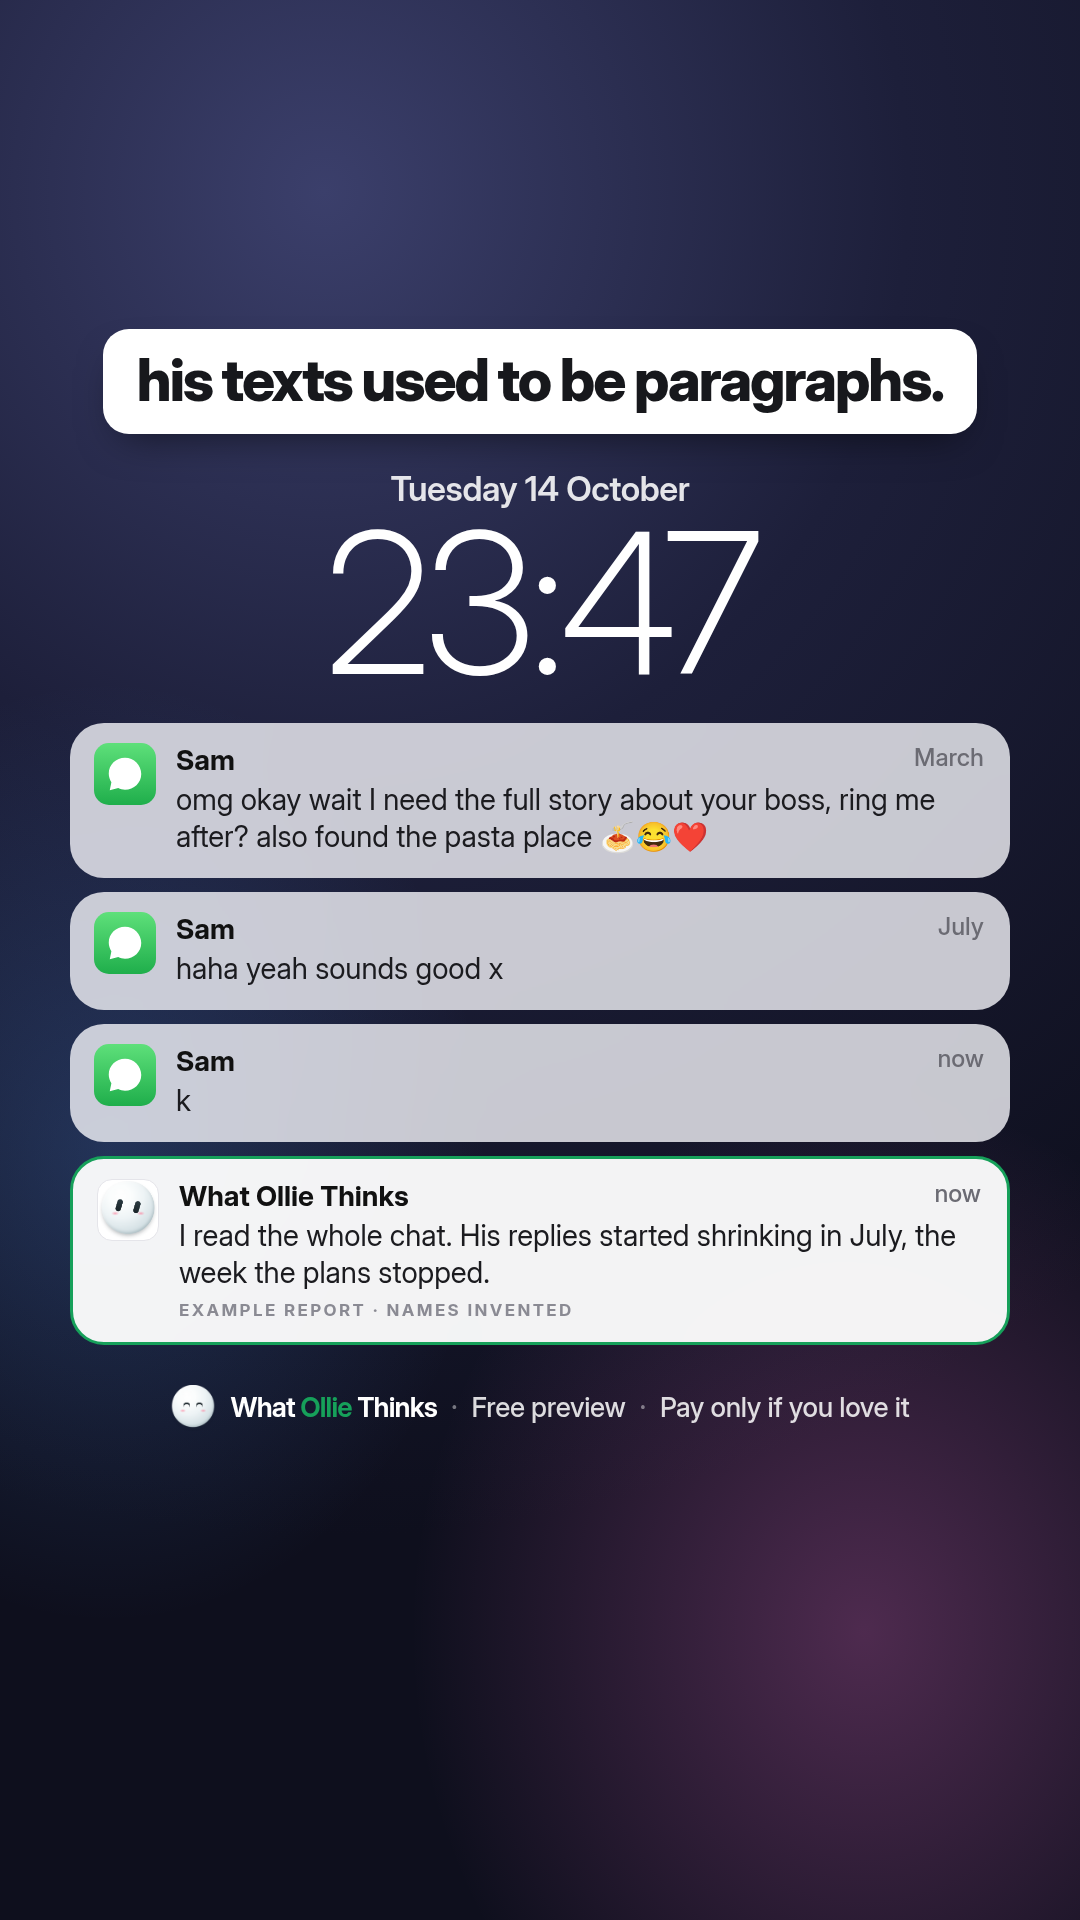 his texts used to be paragraphs.
Tuesday 14 October
23:47
Sam
March
omg okay wait I need the full story about your boss, ring me
after? also found the pasta place 🍝😂❤️
Sam
July
haha yeah sounds good x
Sam
now
k
What Ollie Thinks
now
I read the whole chat. His replies started shrinking in July, the
week the plans stopped.
EXAMPLE REPORT · NAMES INVENTED
What Ollie Thinks · Free preview · Pay only if you love it